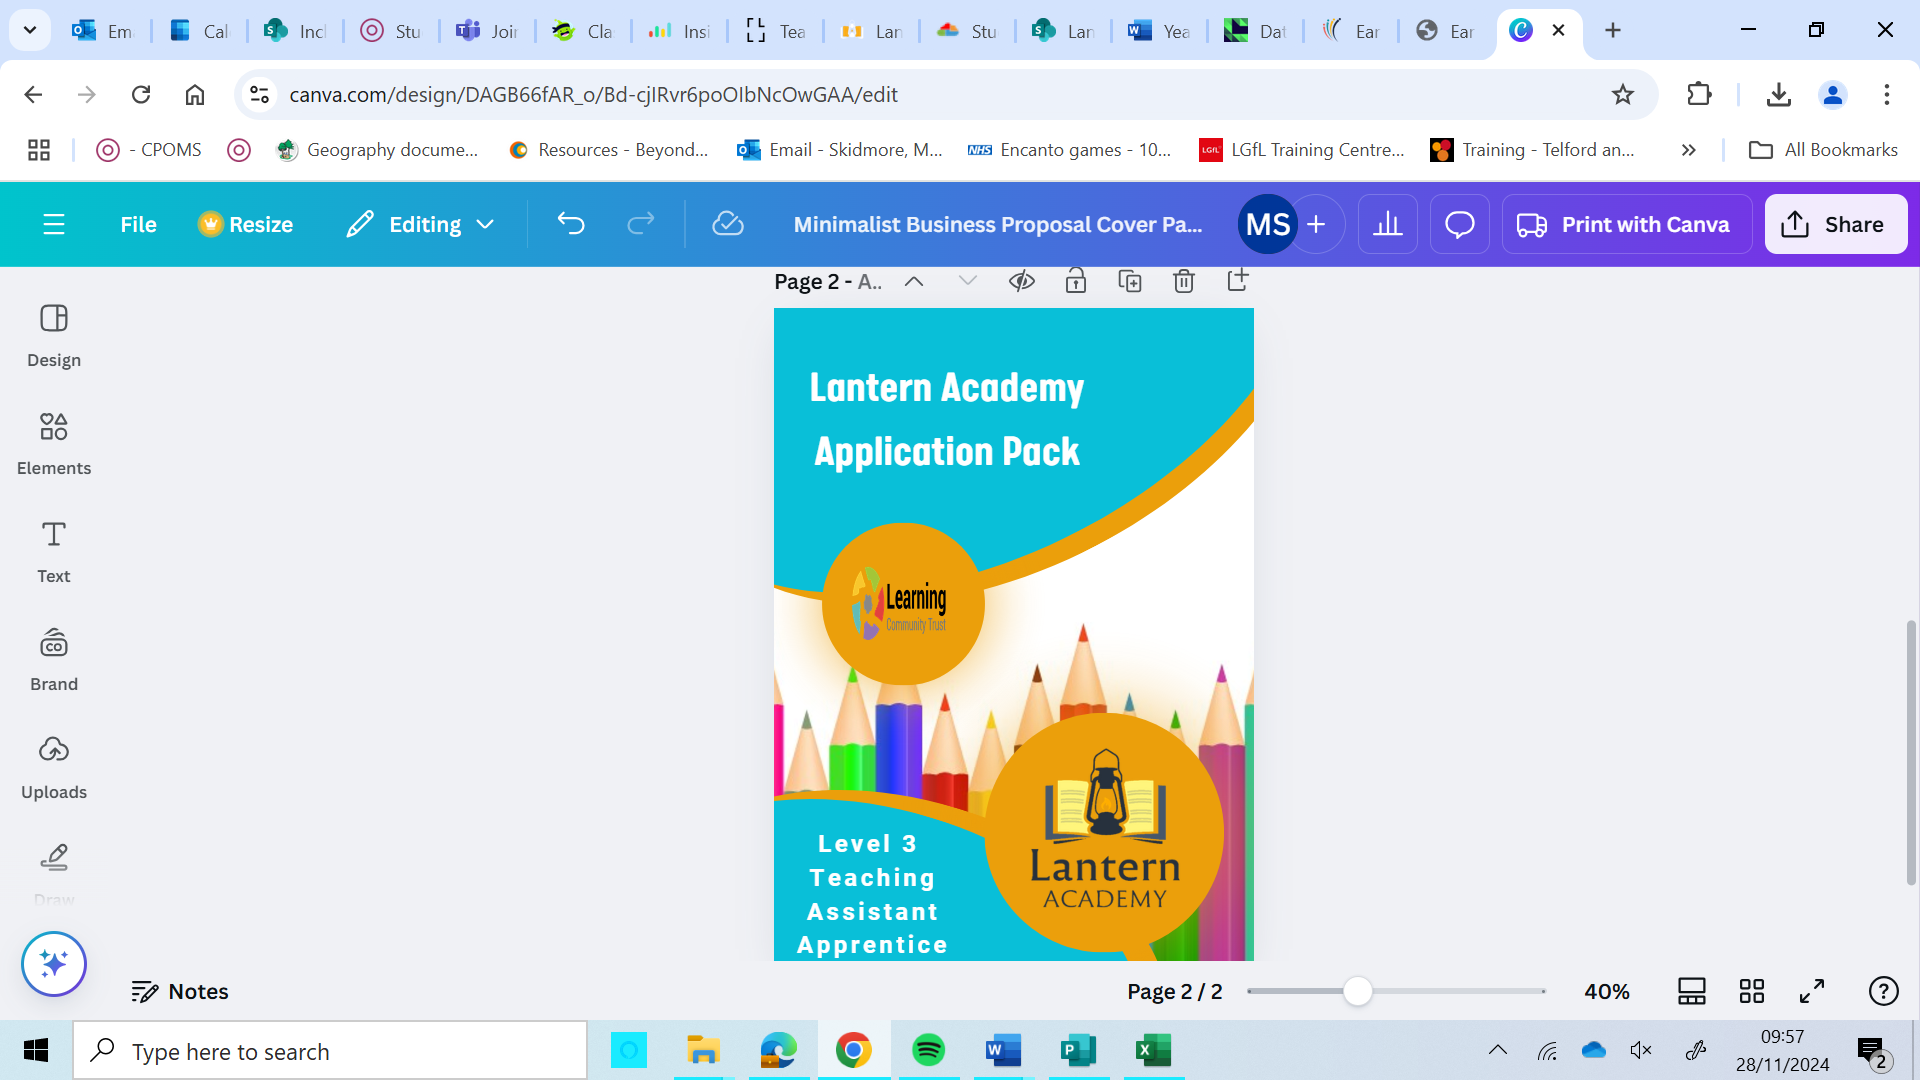 Em
Cal
Incl
Stu
Join
Cla
Insi
Tea
Lan
Stu
Lan
Yea
Dat
Ear
Ear
canva.com/design/DAGB66fAR_o/Bd-cjIRvr6poOIbNcOwGAA/edit
- CPOMS
Geography docume...
Resources - Beyond...
Email - Skidmore, M...
NHS
Encanto games - 10...
LGfL
LGfL Training Centre...
Training - Telford an...
All Bookmarks
File
Resize
Editing
Minimalist Business Proposal Cover Pa...
MS
Print with Canva
Share
Page 2 - A...
Design
Elements
Text
Brand
Uploads
Draw
Lantern Academy
Application Pack
Learning
Community Trust
Lantern
ACADEMY
Level 3
Teaching
Assistant
Apprentice
Notes
Page 2 / 2
40%
Type here to search
09:57
28/11/2024
2